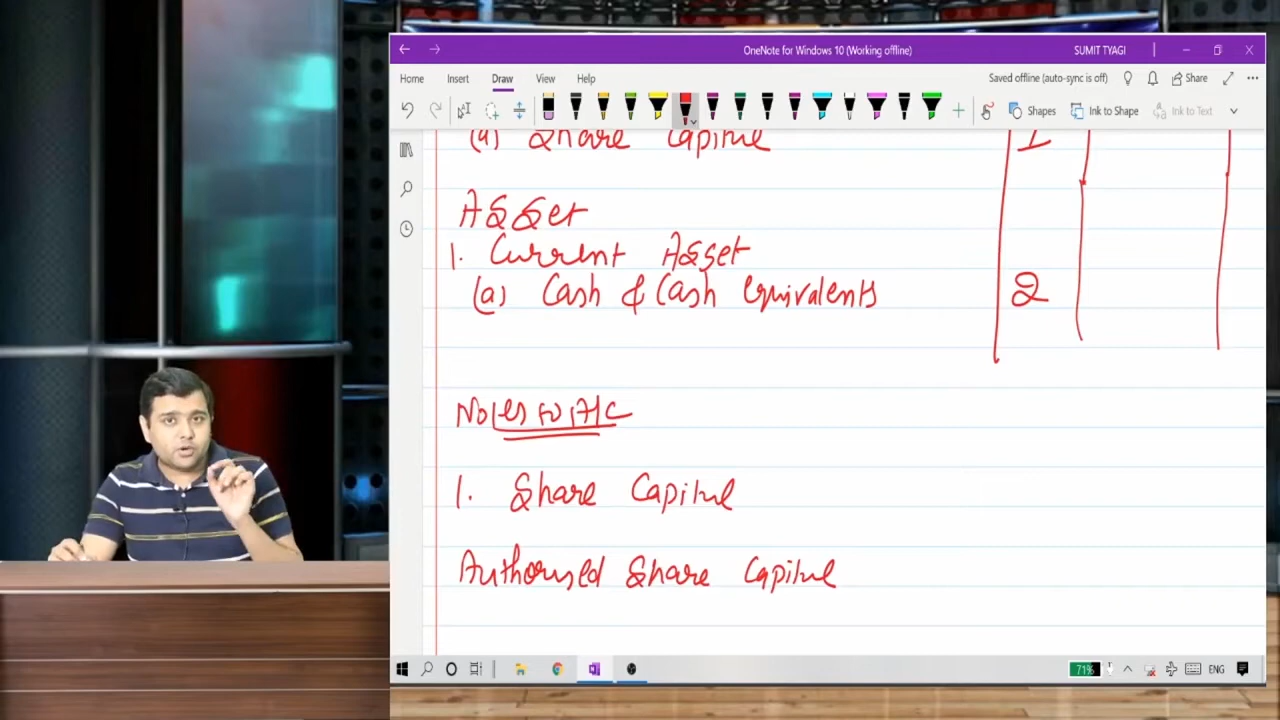 OneNote for Windows 10 (Working offline)
SUMIT TYAGI
Home Insert Draw View Help
Saved offline (auto-sync is off)
Share
Shapes
Ink to Shape
Ink to Text
(a) Share Capital 1
Asset
1. Current Asset
(a) Cash & Cash equivalents 2
Notes to A/C
1. Share Capital
Authorised Share Capital
71%
ENG